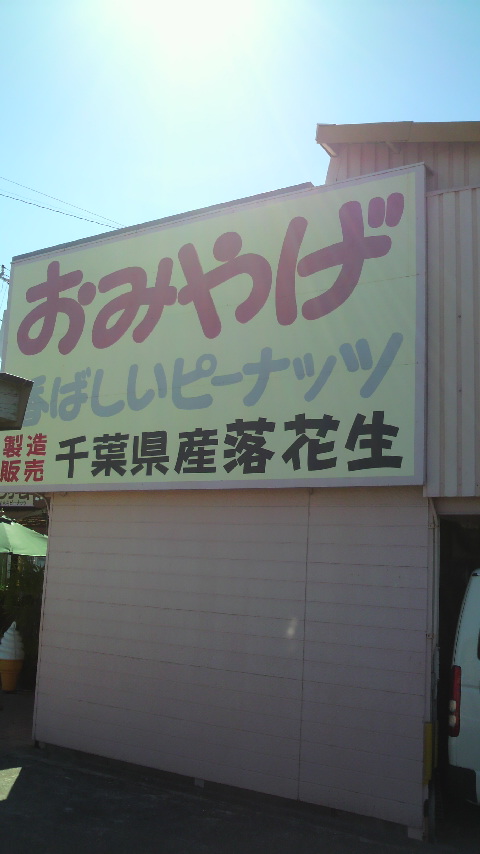 おみやげ
香ばしいピーナッツ
製造
販売
千葉県産落花生